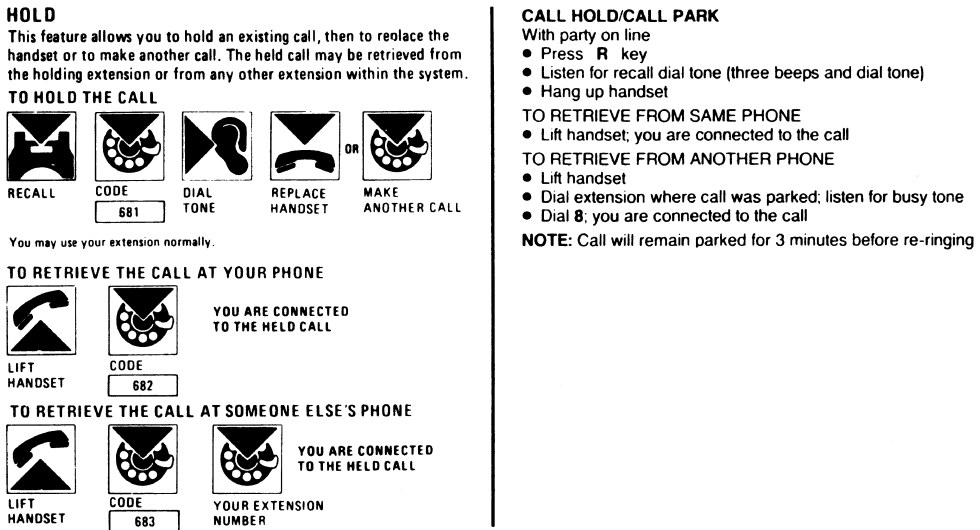 HOLD
This feature allows you to hold an existing call, then to reolace the
handset or to make another call. The held call may be retrieved from
the holding extension or from any other extension within the system.
TO HOLD THE CALL
OR
RECALL
CODE
681
DIAL
TONE
REPLACE
HANDSET
MAKE
ANOTHER CALL
You may use your extension normally.
TO RETRIEVE THE CALL AT YOUR PHONE
YOU ARE CONNECTED
TO THE HELD CALL
LIFT
HANDSET
CODE
682
TO RETRIEVE THE CALL AT SOMEONE ELSE'S PHONE
YOU ARE CONNECTED
TO THE HELD CALL
LIFT
HANDSET
CODE
683
YOUR EXTENSION
NUMBER
CALL HOLD/CALL PARK
With party on line
● Press R key
● Listen for recall dial tone (three beeps and dial tone)
● Hang up handset
TO RETRIEVE FROM SAME PHONE
● Lift handset; you are connected to the call
TO RETRIEVE FROM ANOTHER PHONE
● Lift handset
● Dial extension where call was parked; listen for busy tone
● Dial 8; you are connected to the call
NOTE: Call will remain parked for 3 minutes before re-ringing